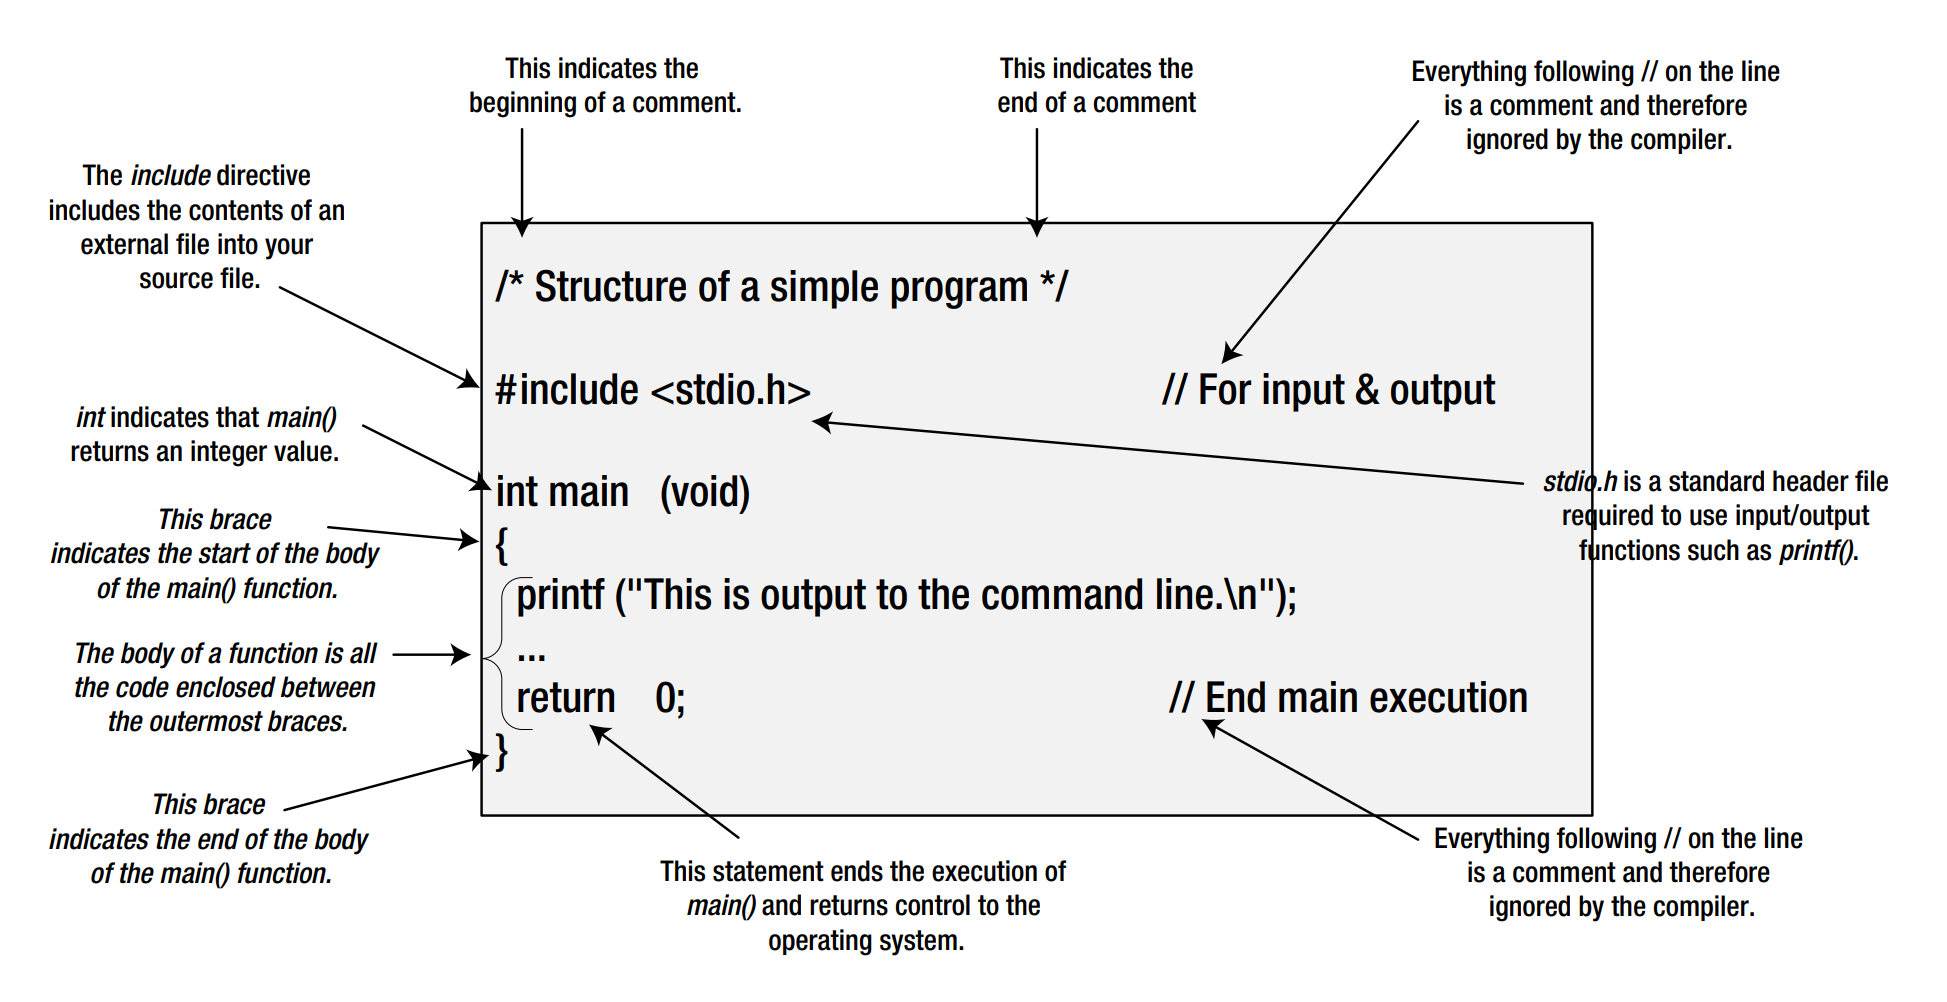 This indicates the
beginning of a comment.
This indicates the
end of a comment
Everything following // on the line
is a comment and therefore
ignored by the compiler.
The include directive
includes the contents of an
external file into your
source file.
/* Structure of a simple program */
#include <stdio.h> // For input & output
int indicates that main()
returns an integer value.
int main (void)
stdio.h is a standard header file
required to use input/output
functions such as printf().
This brace
indicates the start of the body
of the main() function.
{
printf ("This is output to the command line.\n");
The body of a function is all
the code enclosed between
the outermost braces.
...
return 0; // End main execution
}
This brace
indicates the end of the body
of the main() function.
This statement ends the execution of
main() and returns control to the
operating system.
Everything following // on the line
is a comment and therefore
ignored by the compiler.